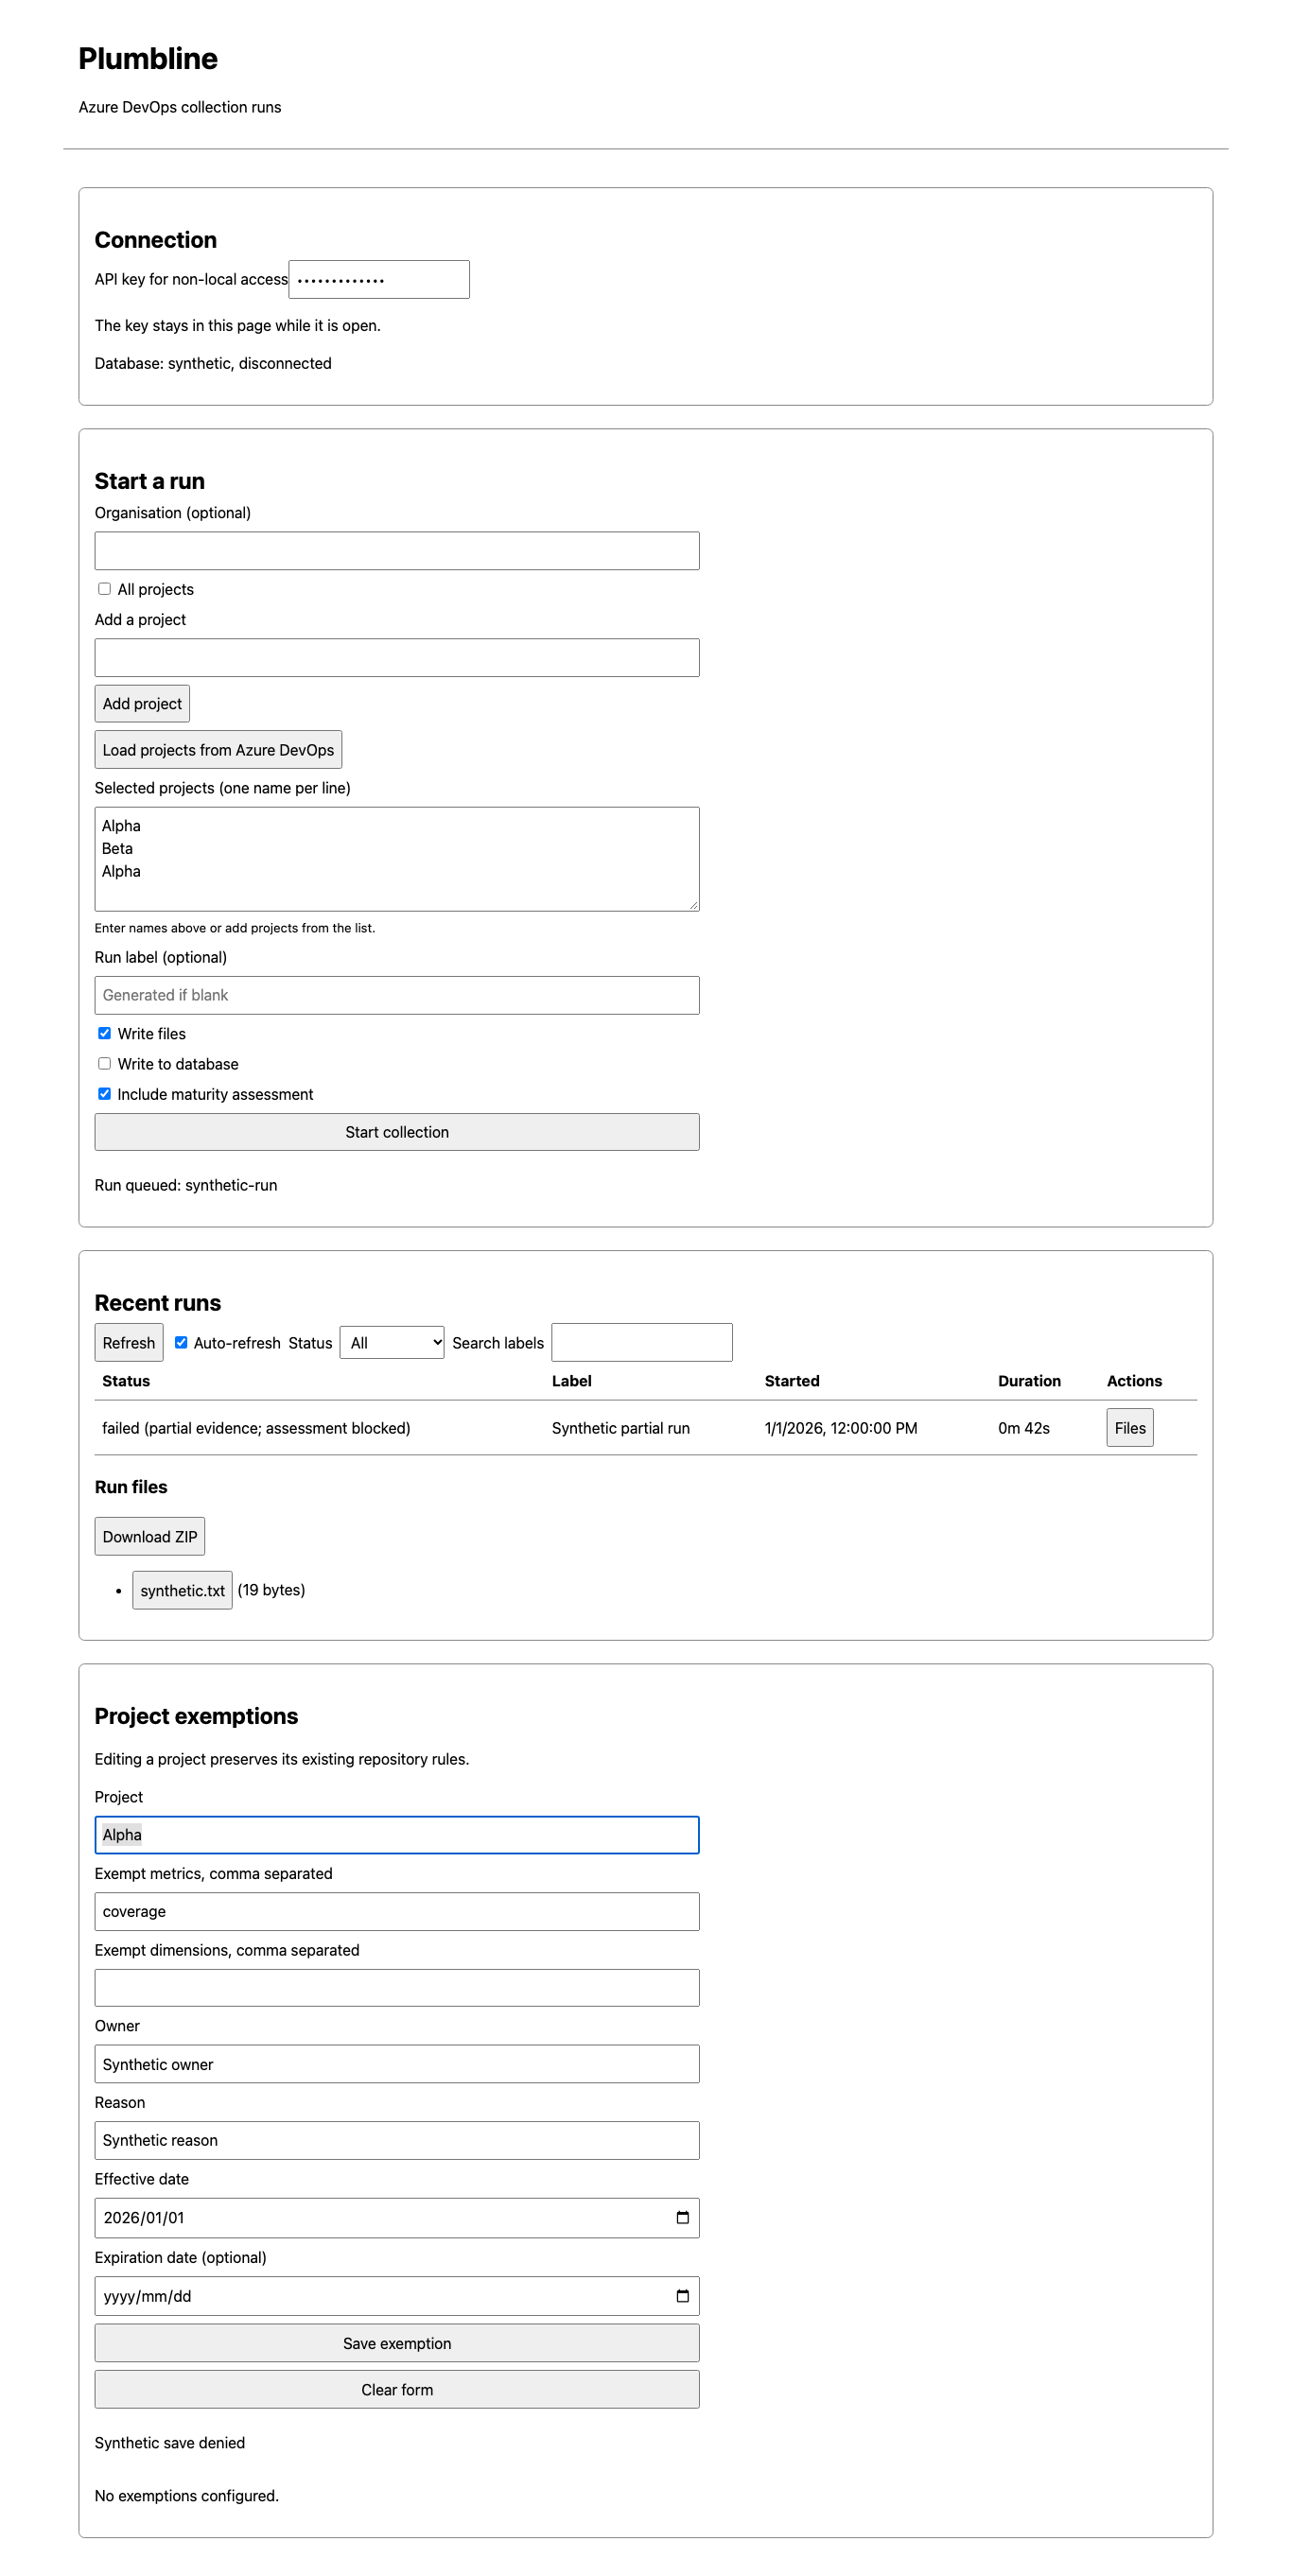 Plumbline
Azure DevOps collection runs
Connection
API key for non-local access •••••••••••••
The key stays in this page while it is open.
Database: synthetic, disconnected
Start a run
Organisation (optional)
All projects
Add a project
Add project
Load projects from Azure DevOps
Selected projects (one name per line)
Alpha
Beta
Alpha
Enter names above or add projects from the list.
Run label (optional)
Generated if blank
Write files
Write to database
Include maturity assessment
Start collection
Run queued: synthetic-run
Recent runs
Refresh Auto-refresh Status All Search labels
Status Label Started Duration Actions
failed (partial evidence; assessment blocked) Synthetic partial run 1/1/2026, 12:00:00 PM 0m 42s Files
Run files
Download ZIP
• synthetic.txt (19 bytes)
Project exemptions
Editing a project preserves its existing repository rules.
Project
Alpha
Exempt metrics, comma separated
coverage
Exempt dimensions, comma separated
Owner
Synthetic owner
Reason
Synthetic reason
Effective date
2026/01/01
Expiration date (optional)
yyyy/mm/dd
Save exemption
Clear form
Synthetic save denied
No exemptions configured.